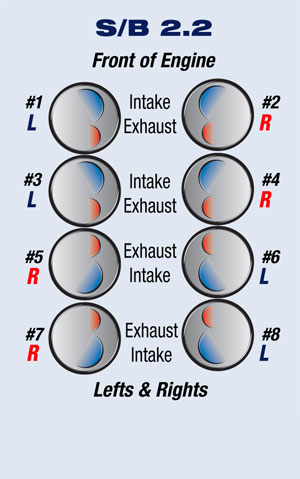 S/B 2.2
Front of Engine
#1 Intake #2
L Exhaust R
#3 Intake #4
L Exhaust R
#5 Exhaust #6
R Intake L
#7 Exhaust #8
R Intake L
Lefts & Rights